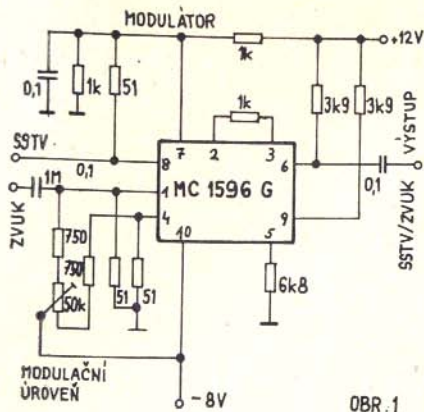 MODULÁTOR
+12V
1k
0,1
1k
51
3k9
3k9
1k
VÝSTUP
SSTV
0,1
7
2
3
8
6
0,1
1M
1
MC 1596 G
ZVUK
4
9
SSTV/ZVUK
10
5
750
750
50k
51
51
6k8
MODULAČNÍ
ÚROVEŇ
-8V
OBR.1